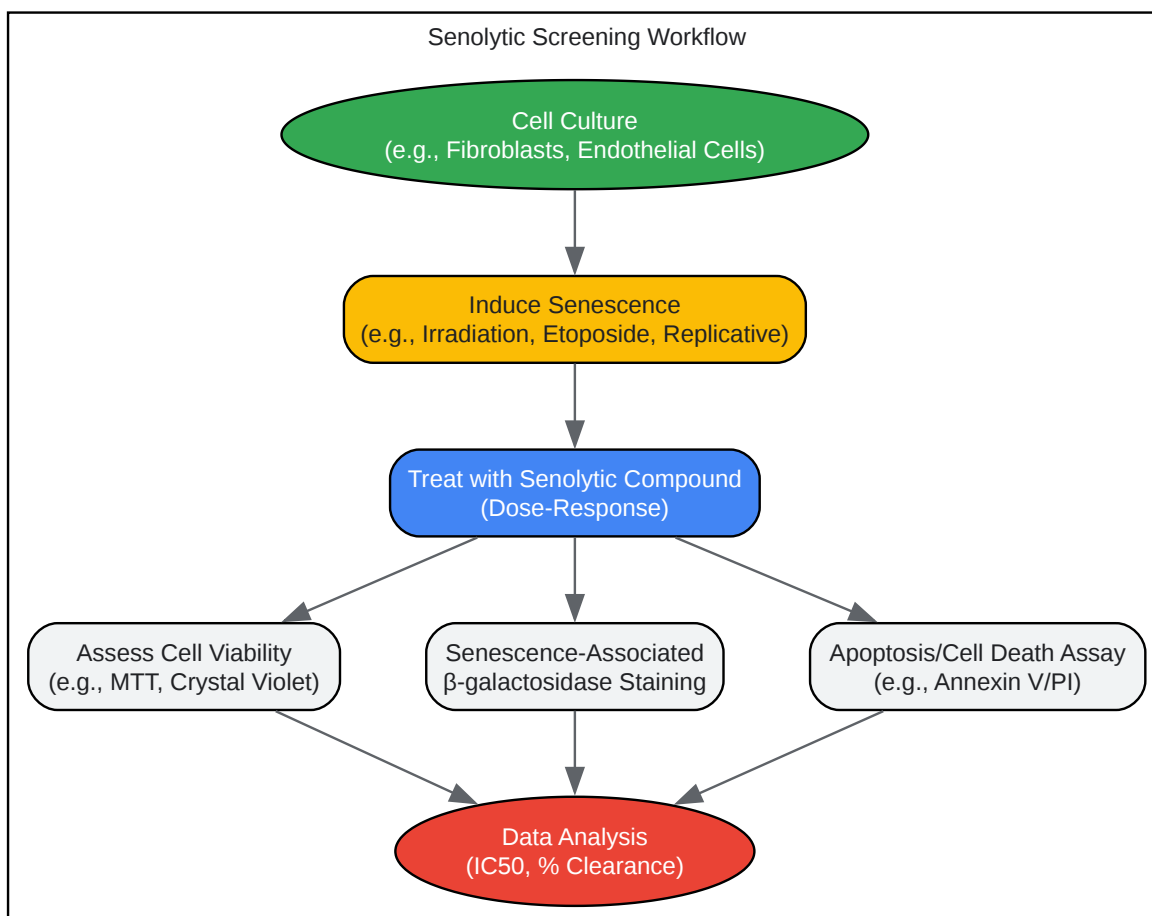 Senolytic Screening Workflow
Cell Culture
(e.g., Fibroblasts, Endothelial Cells)
Induce Senescence
(e.g., Irradiation, Etoposide, Replicative)
Treat with Senolytic Compound
(Dose-Response)
Assess Cell Viability
(e.g., MTT, Crystal Violet)
Senescence-Associated
β-galactosidase Staining
Apoptosis/Cell Death Assay
(e.g., Annexin V/PI)
Data Analysis
(IC50, % Clearance)